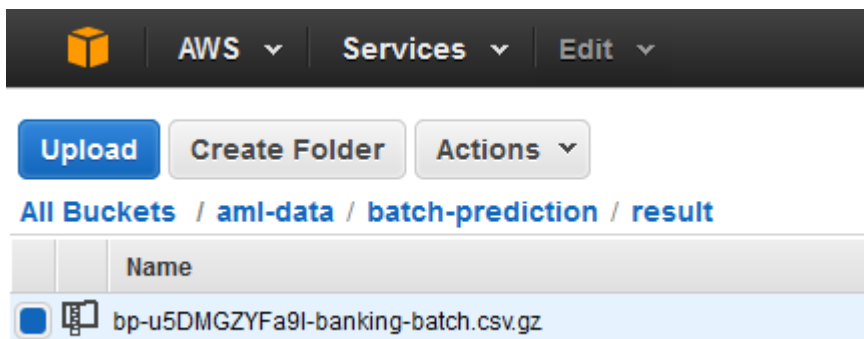 AWS Services Edit
Upload Create Folder Actions
All Buckets / aml-data / batch-prediction / result
Name
bp-u5DMGZYFa9l-banking-batch.csv.gz